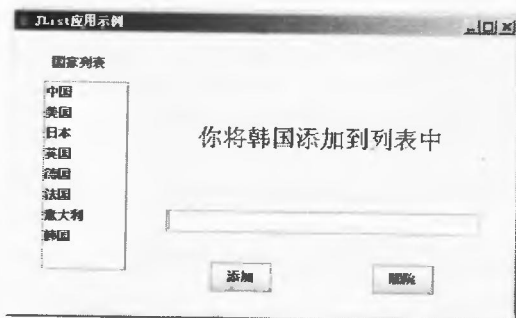 JList应用示例
国家列表
中国
美国
日本
英国
德国
法国
意大利
韩国
你将韩国添加到列表中
添加
删除